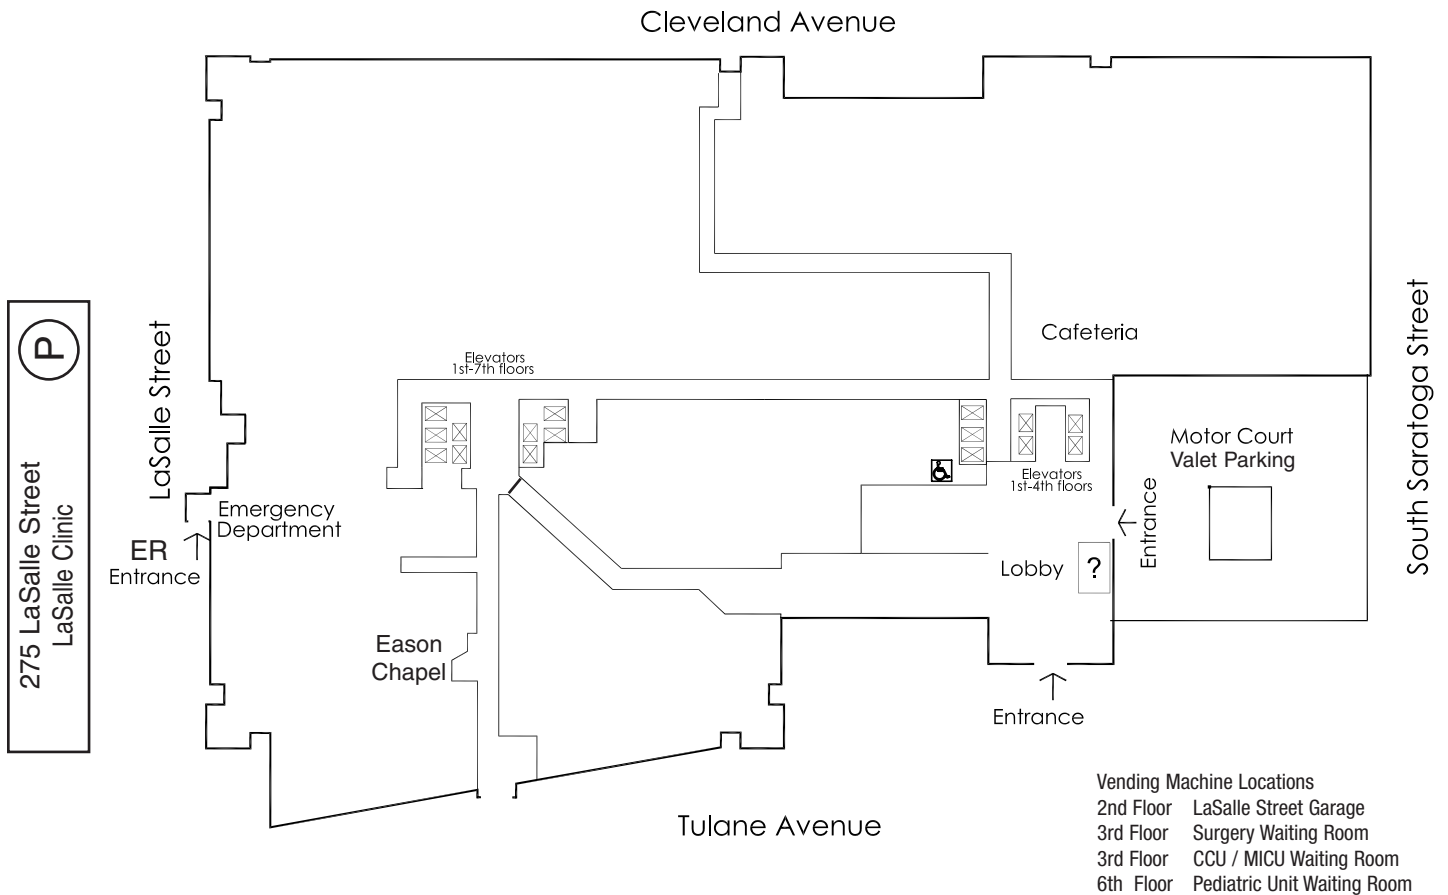 Cleveland Avenue
P
275 LaSalle Street
LaSalle Clinic
LaSalle Street
South Saratoga Street
Cafeteria
Elevators
1st-7th floors
Motor Court
Valet Parking
Elevators
1st-4th floors
Emergency
Department
ER
Entrance
Entrance
Lobby
?
Eason
Chapel
Entrance
Tulane Avenue
Vending Machine Locations
2nd Floor LaSalle Street Garage
3rd Floor Surgery Waiting Room
3rd Floor CCU / MICU Waiting Room
6th Floor Pediatric Unit Waiting Room